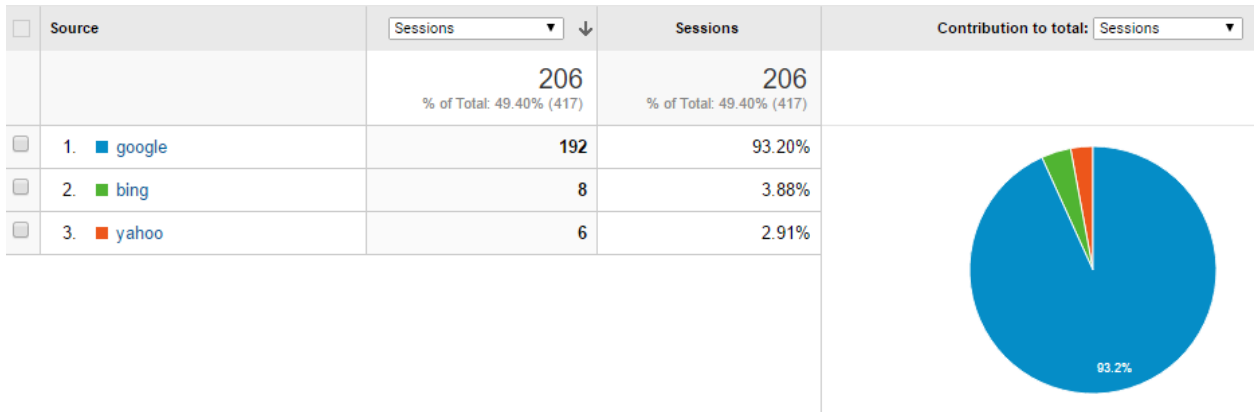 Source Sessions Sessions Contribution to total: Sessions
206 206
% of Total: 49.40% (417) % of Total: 49.40% (417)
1. google 192 93.20%
2. bing 8 3.88%
3. yahoo 6 2.91%
93.2%